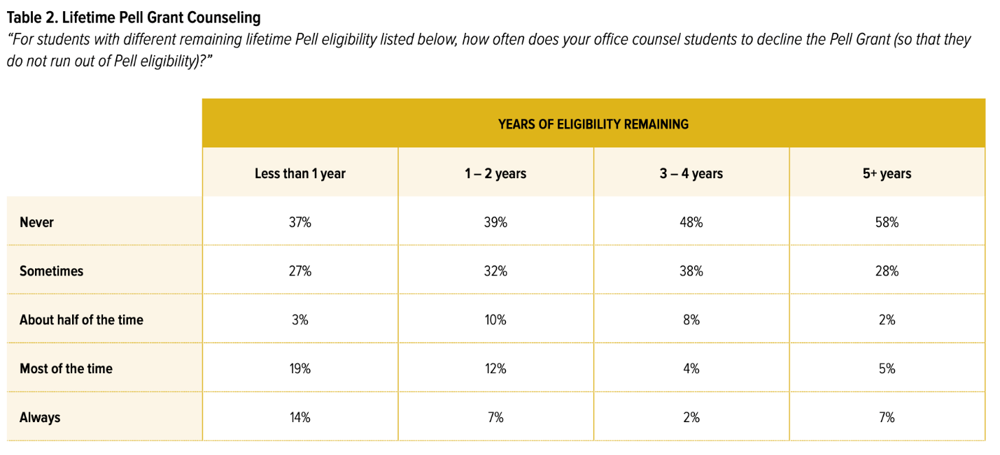 Table 2. Lifetime Pell Grant Counseling
“For students with different remaining lifetime Pell eligibility listed below, how often does your office counsel students to decline the Pell Grant (so that they
do not run out of Pell eligibility)?”
YEARS OF ELIGIBILITY REMAINING
Less than 1 year 1 – 2 years 3 – 4 years 5+ years
Never 37% 39% 48% 58%
Sometimes 27% 32% 38% 28%
About half of the time 3% 10% 8% 2%
Most of the time 19% 12% 4% 5%
Always 14% 7% 2% 7%